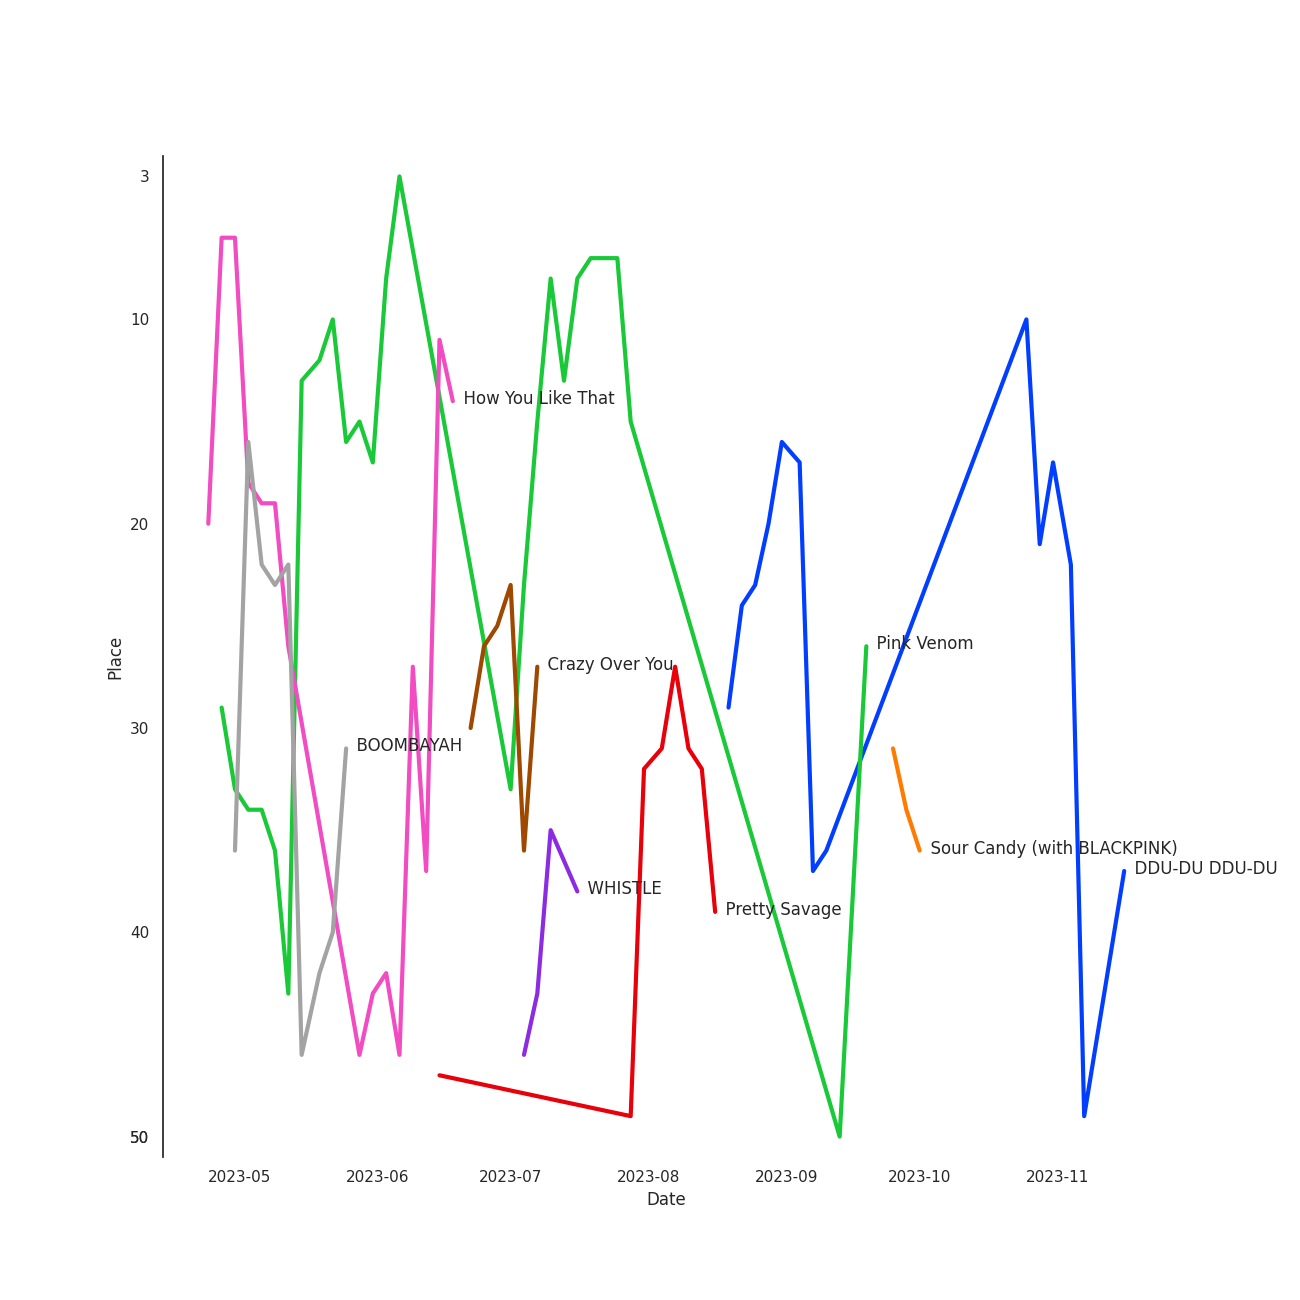 3
10
20
30
40
50
Place
How You Like That
Pink Venom
Crazy Over You
BOOMBAYAH
Sour Candy (with BLACKPINK)
DDU-DU DDU-DU
WHISTLE
Pretty Savage
2023-05
2023-06
2023-07
2023-08
2023-09
2023-10
2023-11
Date